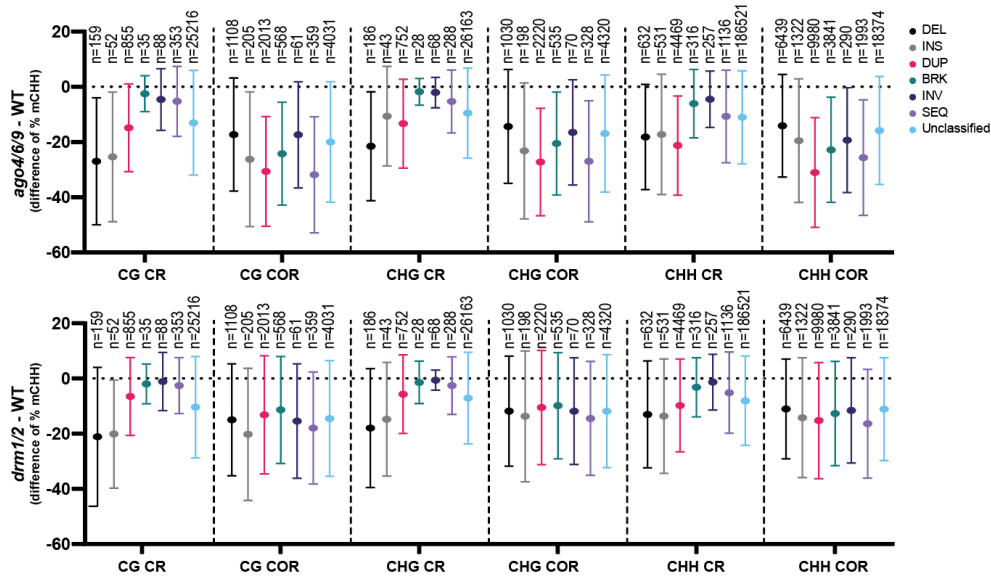 n=159
n=52
n=855
n=35
n=88
n=353
n=25216
n=1108
n=205
n=2013
n=568
n=61
n=359
n=4031
n=186
n=43
n=752
n=28
n=68
n=288
n=26163
n=1030
n=198
n=2220
n=535
n=70
n=328
n=4320
n=632
n=531
n=4469
n=316
n=257
n=1136
n=186521
n=6439
n=1322
n=9980
n=3841
n=290
n=1993
n=18374
DEL
INS
DUP
BRK
INV
SEQ
Unclassified
ago4/6/9 - WT
(difference of % mCHH)
20
0
-20
-40
-60
CG CR
CG COR
CHG CR
CHG COR
CHH CR
CHH COR
n=159
n=52
n=855
n=35
n=88
n=353
n=25216
n=1108
n=205
n=2013
n=568
n=61
n=359
n=4031
n=186
n=43
n=752
n=28
n=68
n=288
n=26163
n=1030
n=198
n=2220
n=535
n=70
n=328
n=4320
n=632
n=531
n=4469
n=316
n=257
n=1136
n=186521
n=6439
n=1322
n=9980
n=3841
n=290
n=1993
n=18374
drm1/2 - WT
(difference of % mCHH)
20
0
-20
-40
-60
CG CR
CG COR
CHG CR
CHG COR
CHH CR
CHH COR